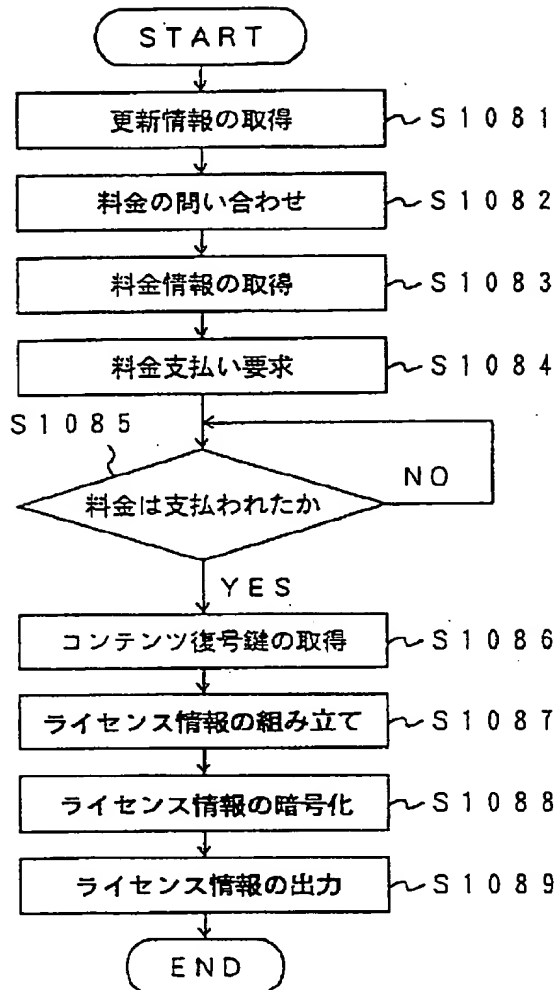 START
更新情報の取得 S1081
料金の問い合わせ S1082
料金情報の取得 S1083
料金支払い要求 S1084
S1085
料金は支払われたか NO
YES
コンテンツ復号鍵の取得 S1086
ライセンス情報の組み立て S1087
ライセンス情報の暗号化 S1088
ライセンス情報の出力 S1089
END